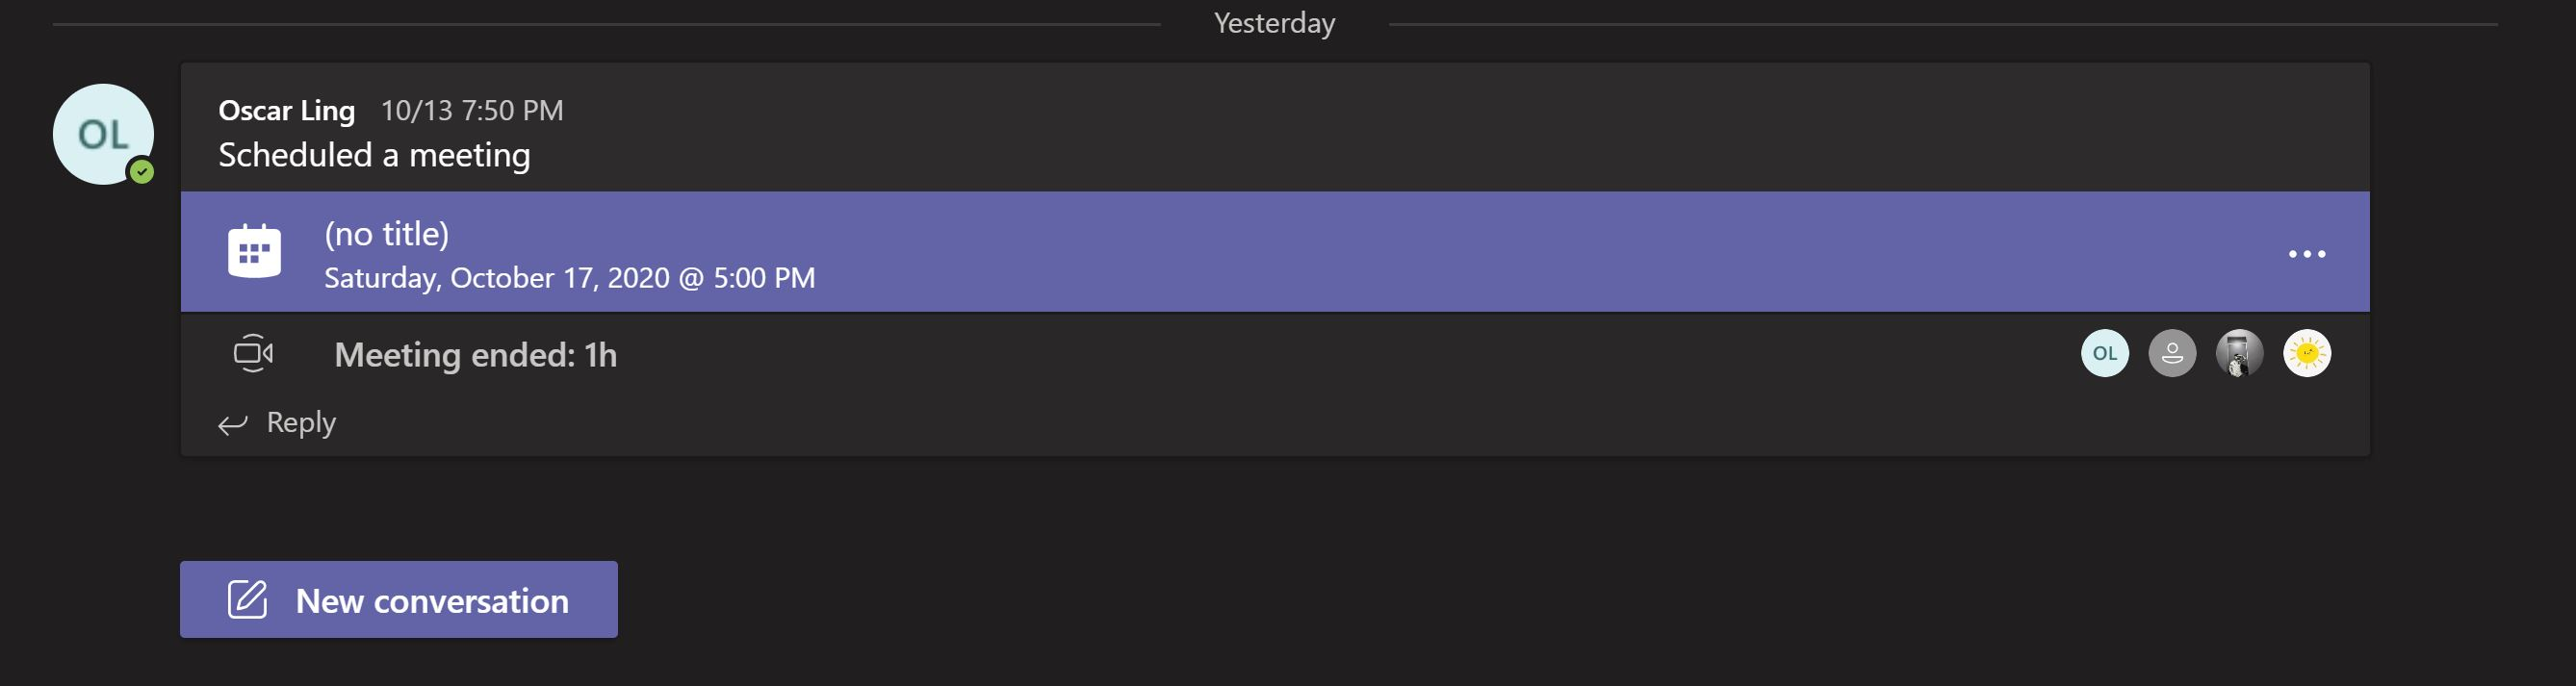 Yesterday
OL
Oscar Ling 10/13 7:50 PM
Scheduled a meeting
(no title)
Saturday, October 17, 2020 @ 5:00 PM
Meeting ended: 1h
OL
Reply
New conversation